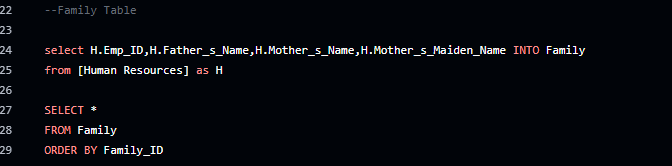 22 --Family Table
23
24 select H.Emp_ID,H.Father_s_Name,H.Mother_s_Name,H.Mother_s_Maiden_Name INTO Family
25 from [Human Resources] as H
26
27 SELECT *
28 FROM Family
29 ORDER BY Family_ID